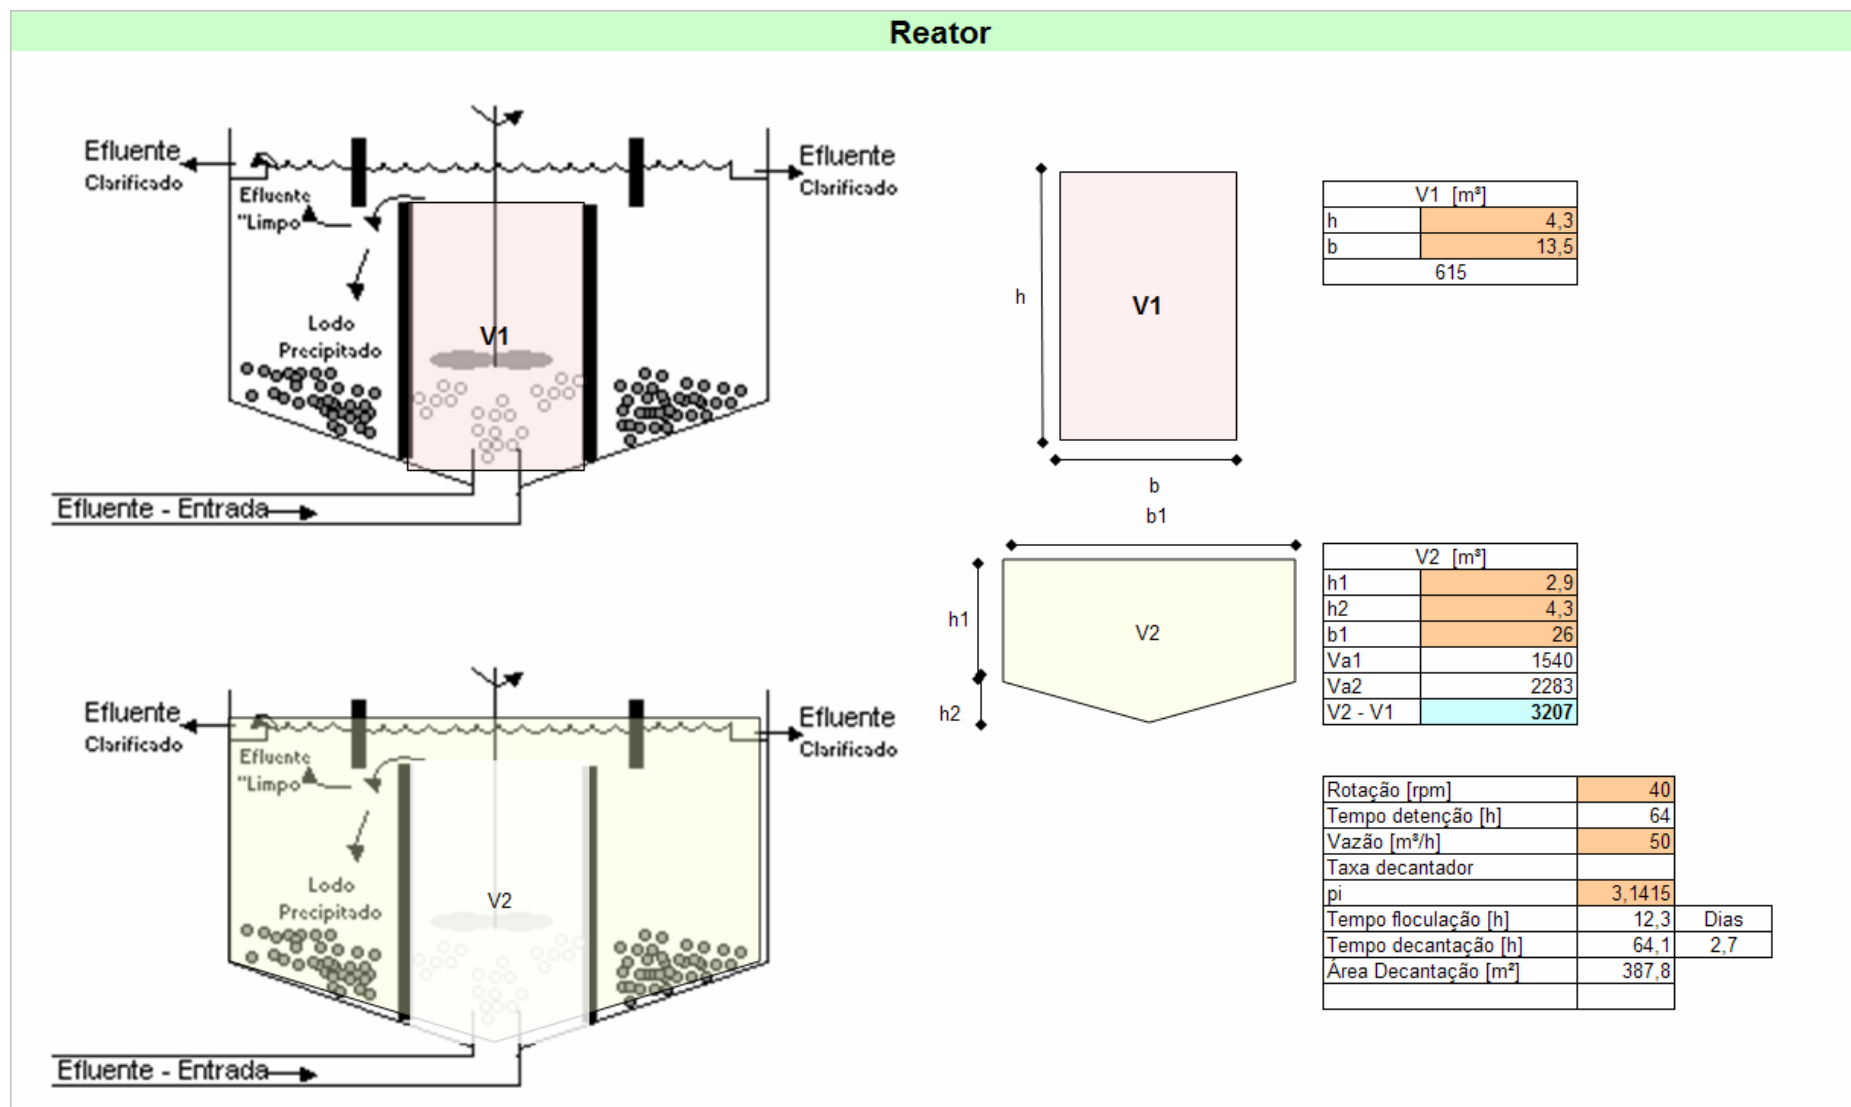 Reator
Efluente
Clarificado
Efluente
"Limpo
Efluente
Clarificado
Lodo
Precipitado
V1
Efluente - Entrada
h
V1
b
V1 [m³]
h 4,3
b 13,5
615
b1
h1
V2
h2
V2 [m³]
h1 2,9
h2 4,3
b1 26
Va1 1540
Va2 2283
V2 - V1 3207
Efluente
Clarificado
Efluente
"Limpo
Efluente
Clarificado
Lodo
Precipitado
V2
Efluente - Entrada
Rotação [rpm] 40
Tempo detenção [h] 64
Vazão [m³/h] 50
Taxa decantador
pi 3,1415
Tempo floculação [h] 12,3 Dias
Tempo decantação [h] 64,1 2,7
Área Decantação [m²] 387,8